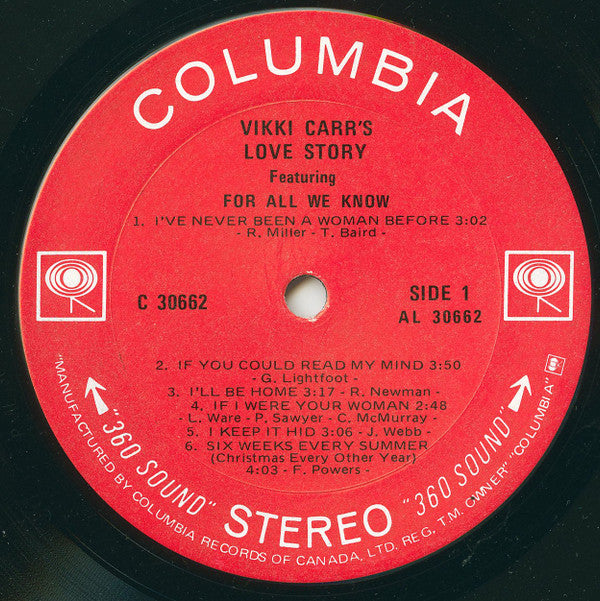 COLUMBIA
VIKKI CARR'S
LOVE STORY
Featuring
FOR ALL WE KNOW
1. I'VE NEVER BEEN A WOMAN BEFORE 3:02
- R. Miller - T. Baird -
C 30662
SIDE 1
AL 30662
2. IF YOU COULD READ MY MIND 3:50
- G. Lightfoot -
3. I'LL BE HOME 3:17 - R. Newman -
4. IF I WERE YOUR WOMAN 2:48
- L. Ware - P. Sawyer - C. McMurray -
5. I KEEP IT HID 3:06 - J. Webb -
6. SIX WEEKS EVERY SUMMER
(Christmas Every Other Year)
4:03 - F. Powers -
"360 SOUND" STEREO "360 SOUND"
"MANUFACTURED BY COLUMBIA RECORDS OF CANADA, LTD. REG. T.M. OWNER" "COLUMBIA"